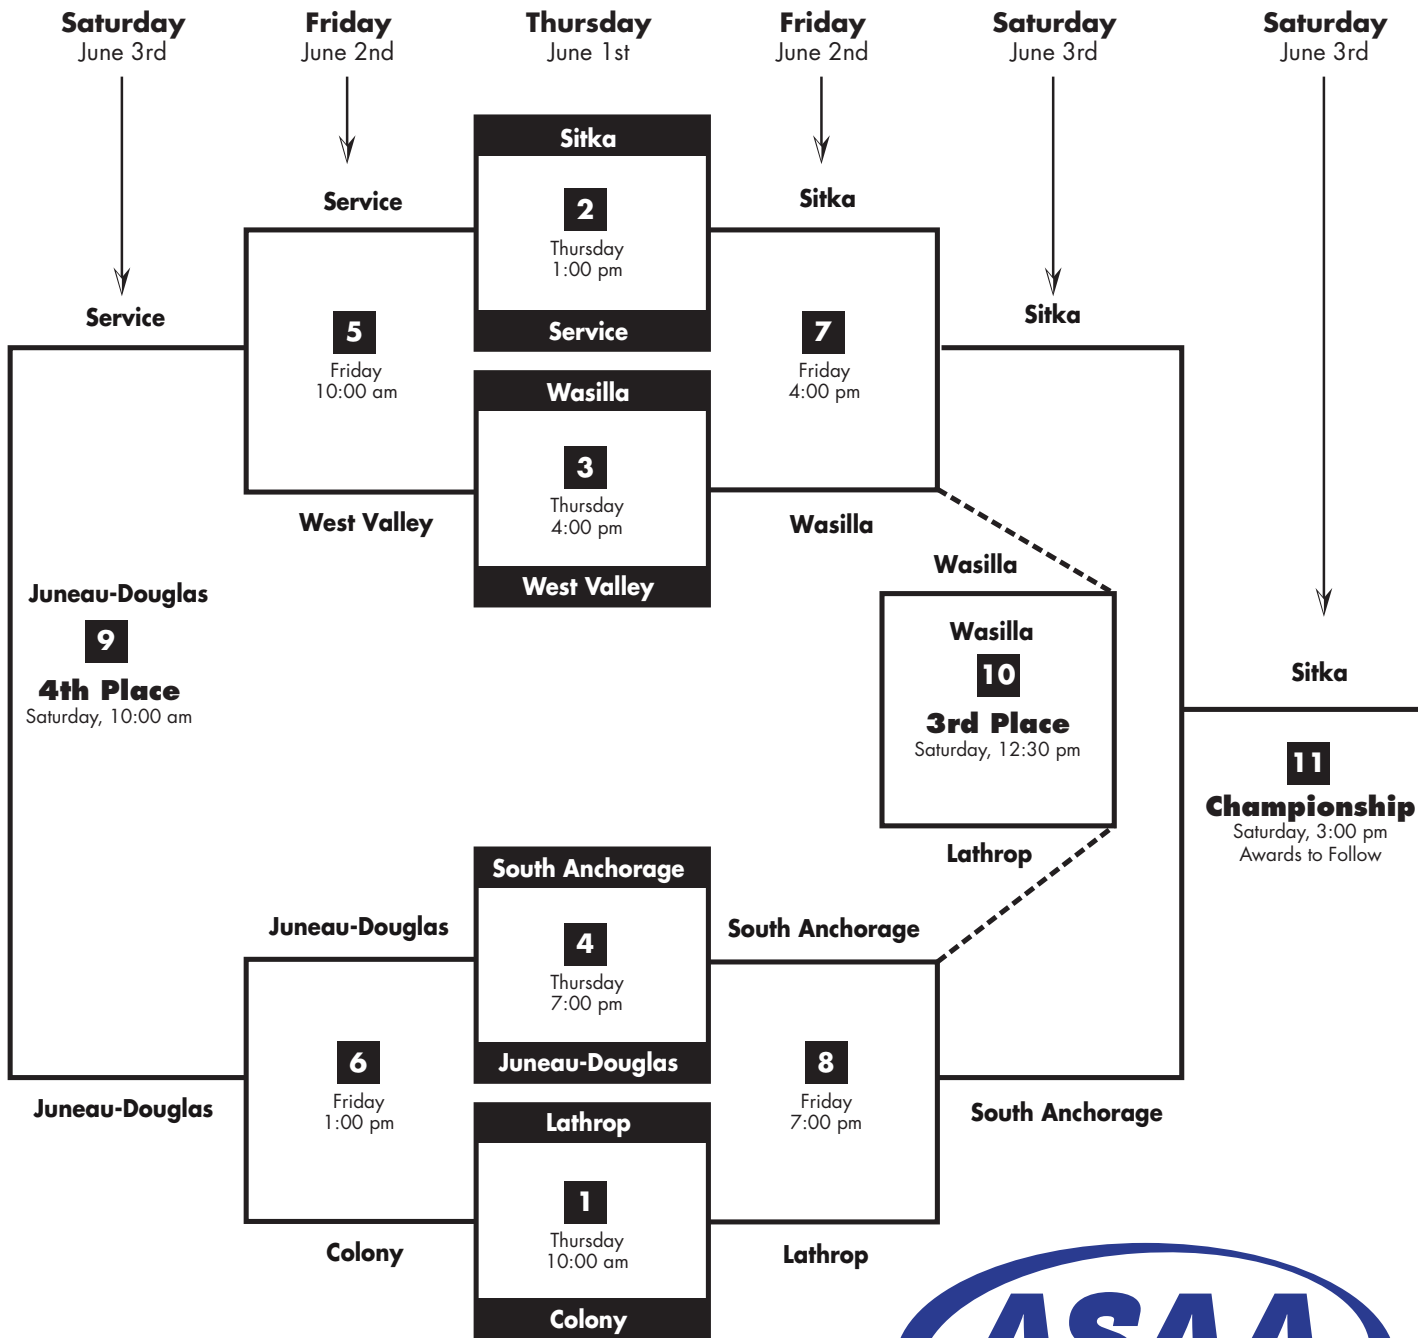 Saturday
June 3rd
Friday
June 2nd
Thursday
June 1st
Friday
June 2nd
Saturday
June 3rd
Saturday
June 3rd
Sitka
Service
Sitka
2
Thursday
1:00 pm
Service
Service
Sitka
5
Friday
10:00 am
7
Friday
4:00 pm
Wasilla
3
Thursday
4:00 pm
West Valley
West Valley
Wasilla
Wasilla
Juneau-Douglas
9
4th Place
Saturday, 10:00 am
Wasilla
10
3rd Place
Saturday, 12:30 pm
Lathrop
Sitka
11
Championship
Saturday, 3:00 pm
Awards to Follow
South Anchorage
Juneau-Douglas
South Anchorage
4
Thursday
7:00 pm
Juneau-Douglas
6
Friday
1:00 pm
8
Friday
7:00 pm
Juneau-Douglas
South Anchorage
Lathrop
1
Thursday
10:00 am
Colony
Colony
Lathrop
ASAA